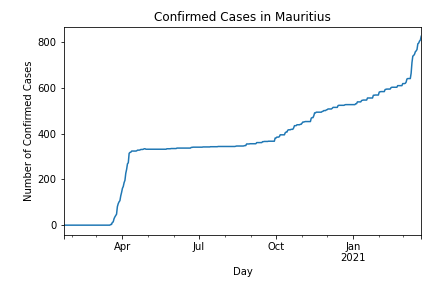 Confirmed Cases in Mauritius
800
600
400
200
0
Number of Confirmed Cases
Apr
Jul
Oct
Jan
2021
Day